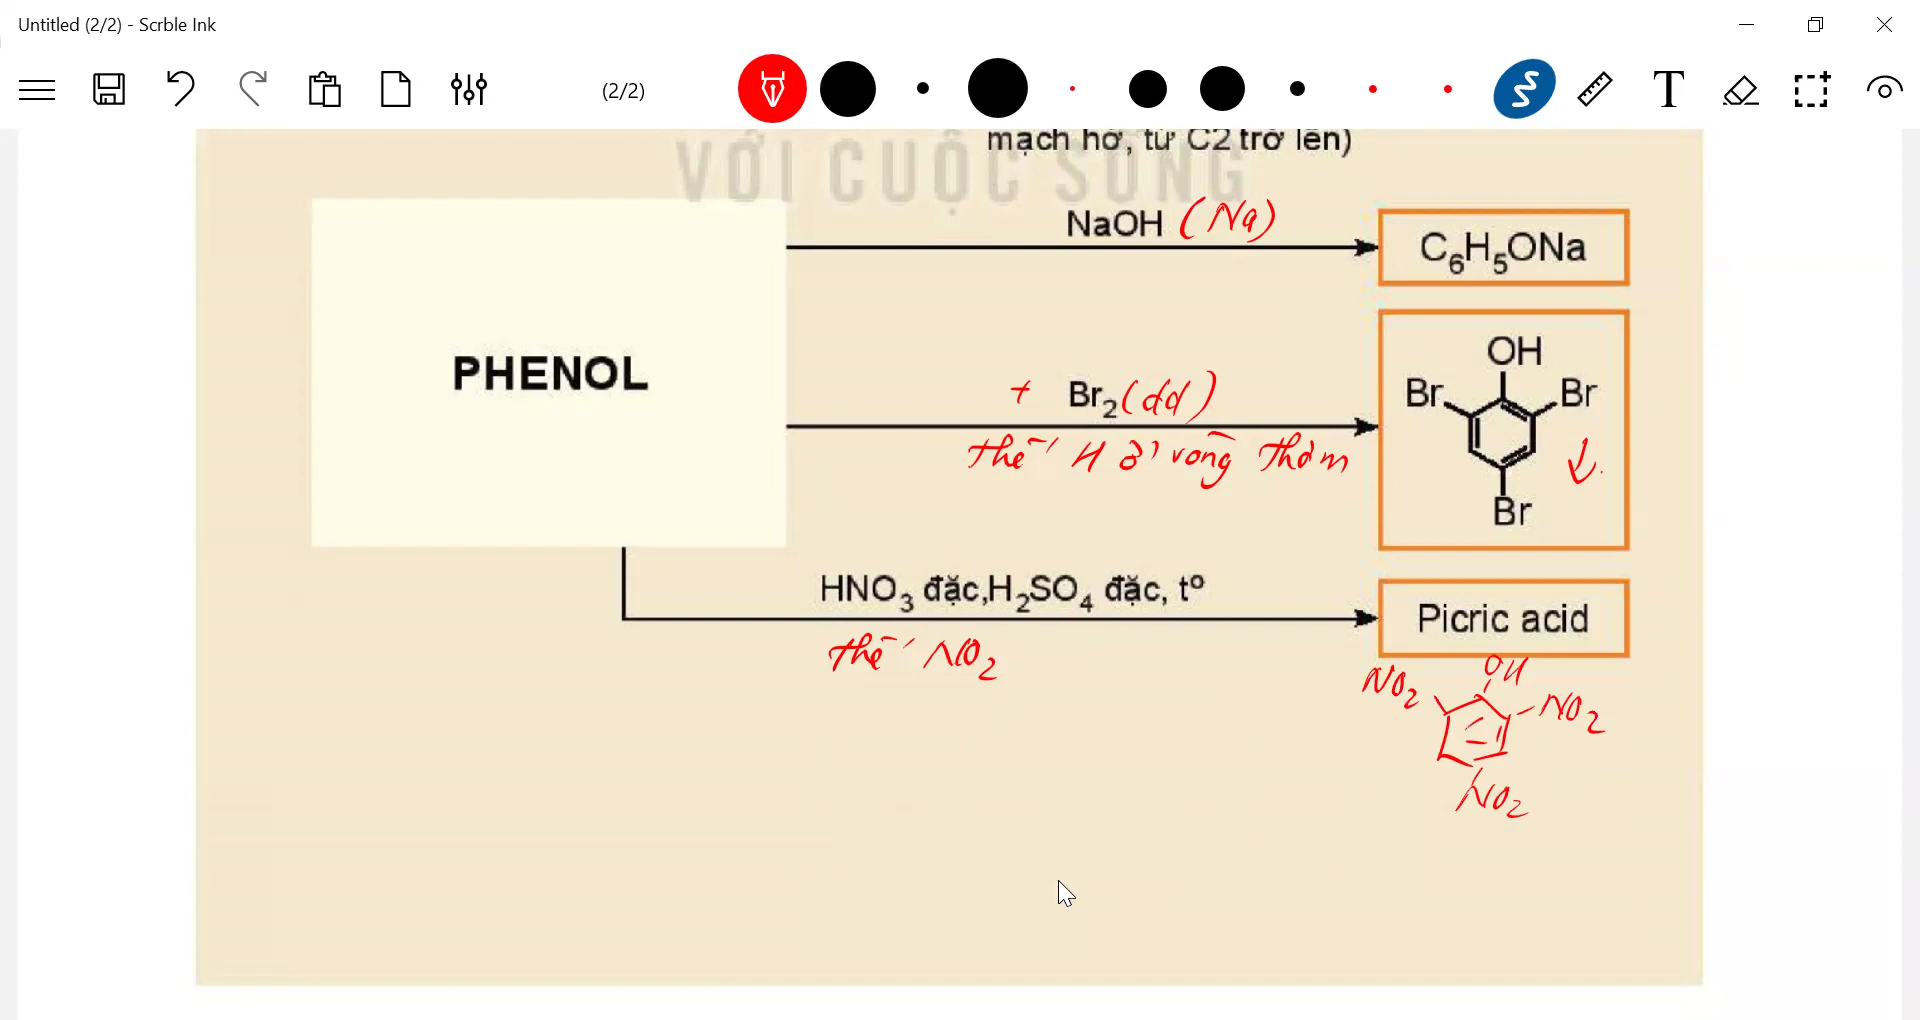 Untitled (2/2) - Scrble Ink
(2/2)
T
mạch hở, từ C2 trở lên)
VỚI CUỘC SỐNG
NaOH (Na)
C6H5ONa
PHENOL
+ Br2 (dd)
thế H ở vòng thơm
OH
Br Br
↓
Br
HNO3 đặc,H2SO4 đặc, tº
Picric acid
thế NO2
OH
NO2
NO2
NO2